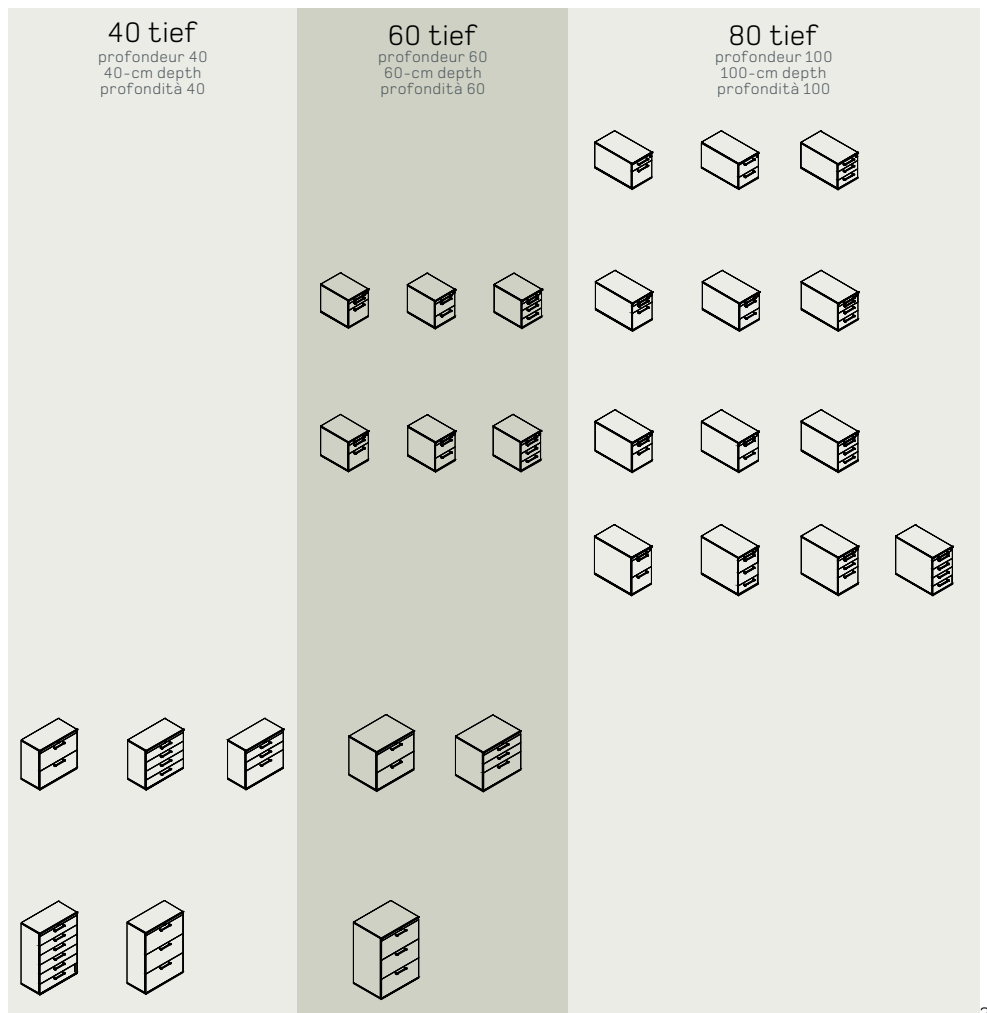 40 tief
profondeur 40
40-cm depth
profondità 40
60 tief
profondeur 60
60-cm depth
profondità 60
80 tief
profondeur 100
100-cm depth
profondità 100